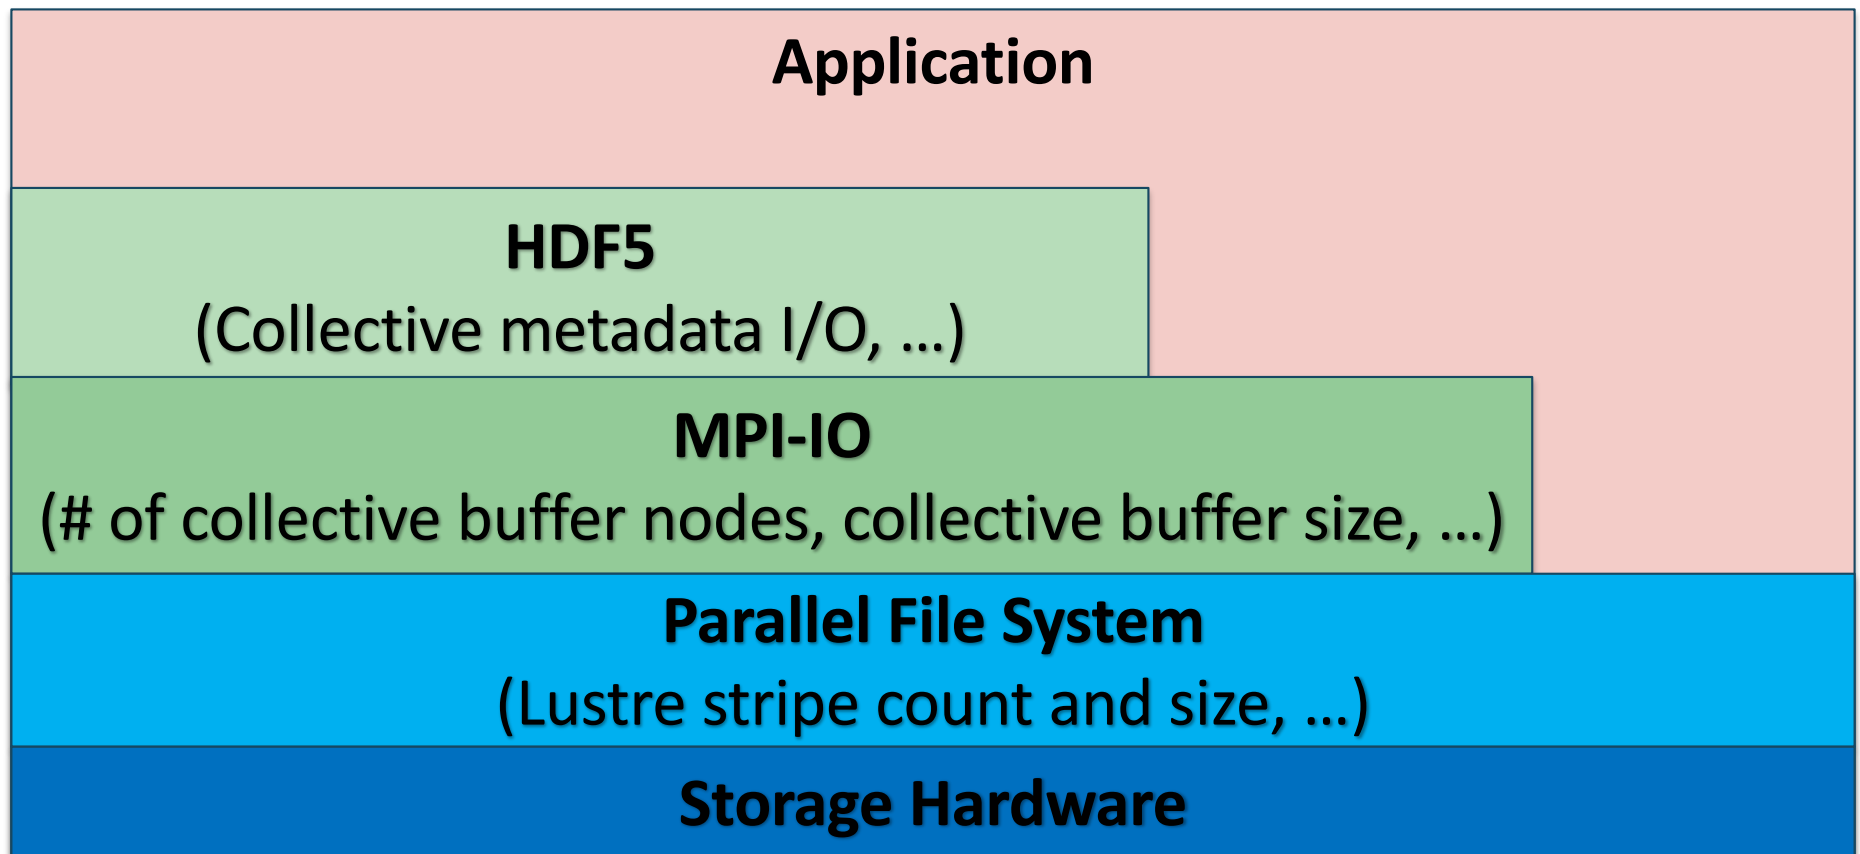 Application
HDF5
(Collective metadata I/O, ...)
MPI-IO
(# of collective buffer nodes, collective buffer size, ...)
Parallel File System
(Lustre stripe count and size, ...)
Storage Hardware